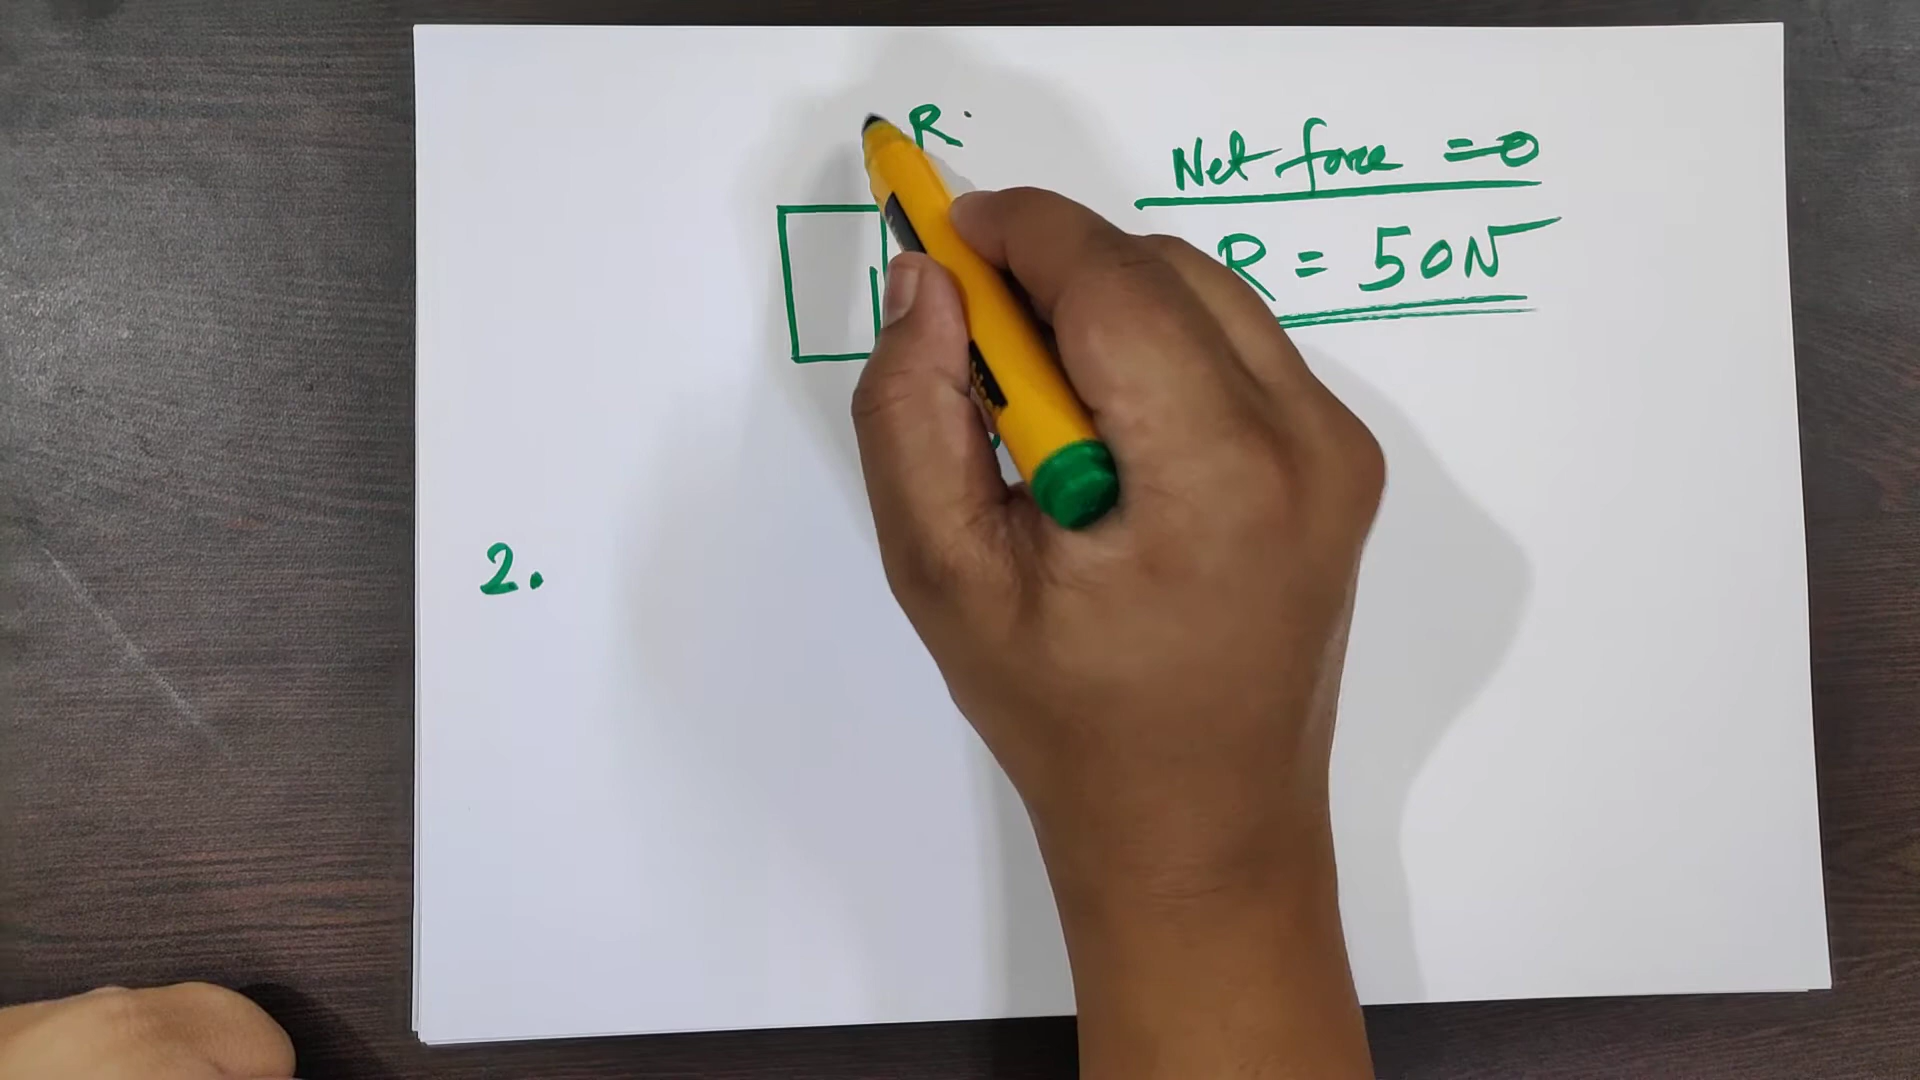 R
Net force = 0
R = 50N
2.